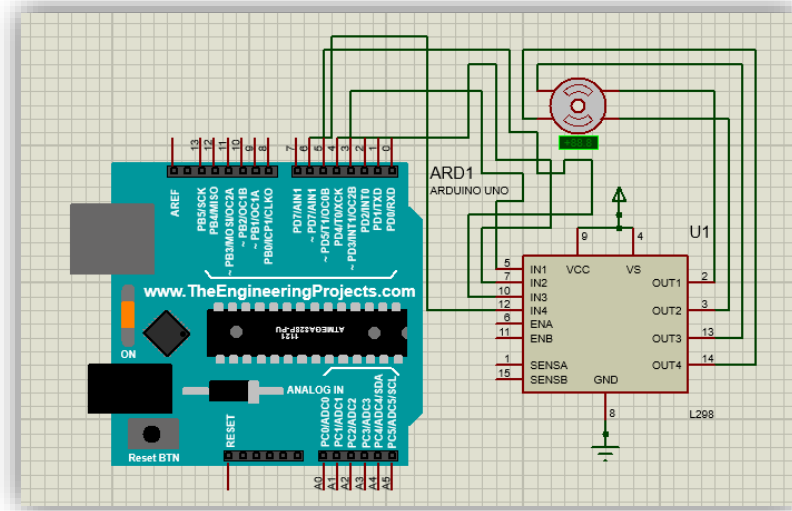 13
12
11
10
9
8
7
6
5
4
3
2
1
0
AREF
PB5/SCK
PB4/MISO
~ PB3/MOSI/OC2A
~ PB2/OC1B
~ PB1/OC1A
PB0/ICP1/CLKO
PD7/AIN1
~ PD7/AIN1
~ PD5/T1/OC0B
PD4/T0/XCK
~ PD3/INT1/OC2B
PD2/INT0
PD1/TXD
PD0/RXD
ARD1
ARDUINO UNO
www.TheEngineeringProjects.com
1121
ATMEGA328P-PU
ON
ANALOG IN
Reset BTN
RESET
PC0/ADC0
PC1/ADC1
PC2/ADC2
PC3/ADC3
PC4/ADC4/SDA
PC5/ADC5/SCL
A0
A1
A2
A3
A4
A5
U1
9
4
VCC
VS
5
IN1
7
IN2
10
IN3
12
IN4
6
ENA
11
ENB
1
SENSA
15
SENSB
OUT1
2
OUT2
3
OUT3
13
OUT4
14
GND
8
L298